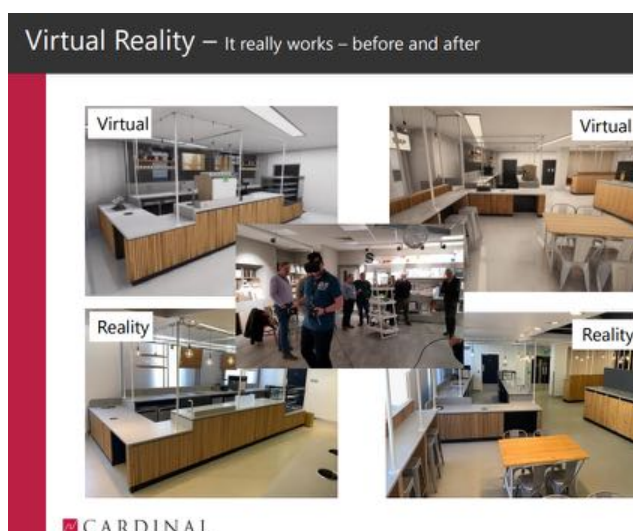 Virtual Reality – It really works – before and after
Virtual
Virtual
Reality
Reality
CARDINAL